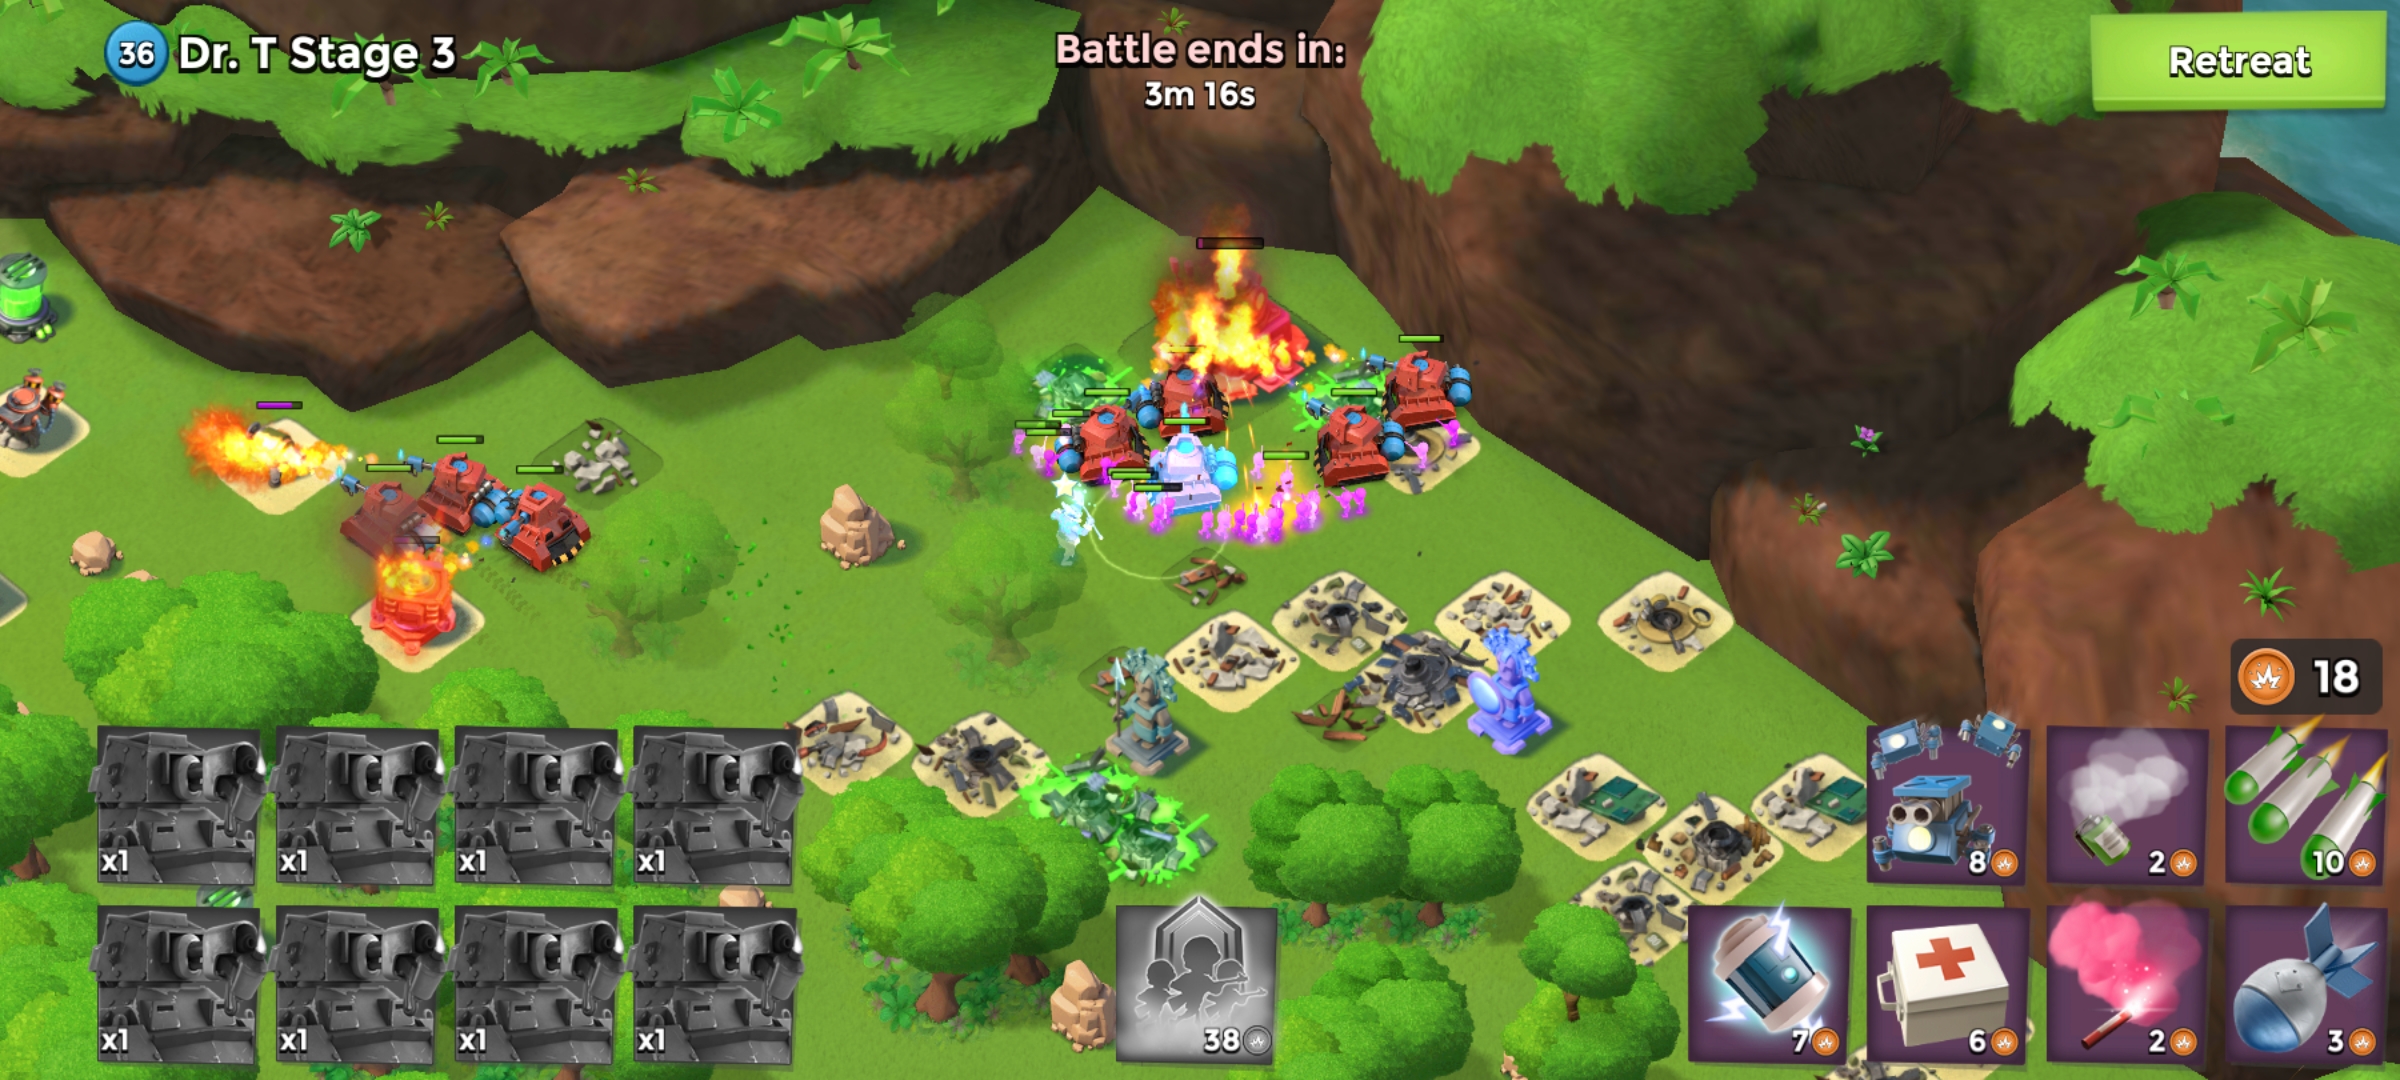 36 Dr. T Stage 3
Battle ends in:
3m 16s
Retreat
18
x1 x1 x1 x1
8 2 10
x1 x1 x1 x1
38
7 6 2 3